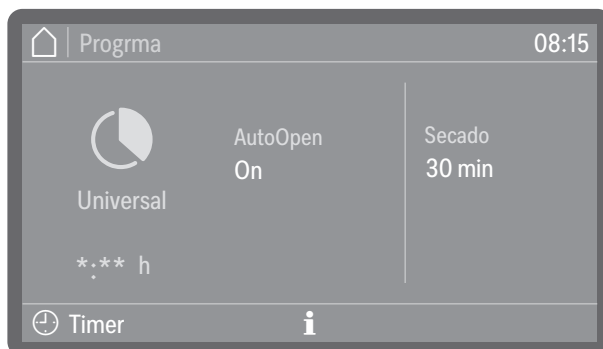 Progrma 08:15
AutoOpen
On
Secado
30 min
Universal
*:** h
Timer i